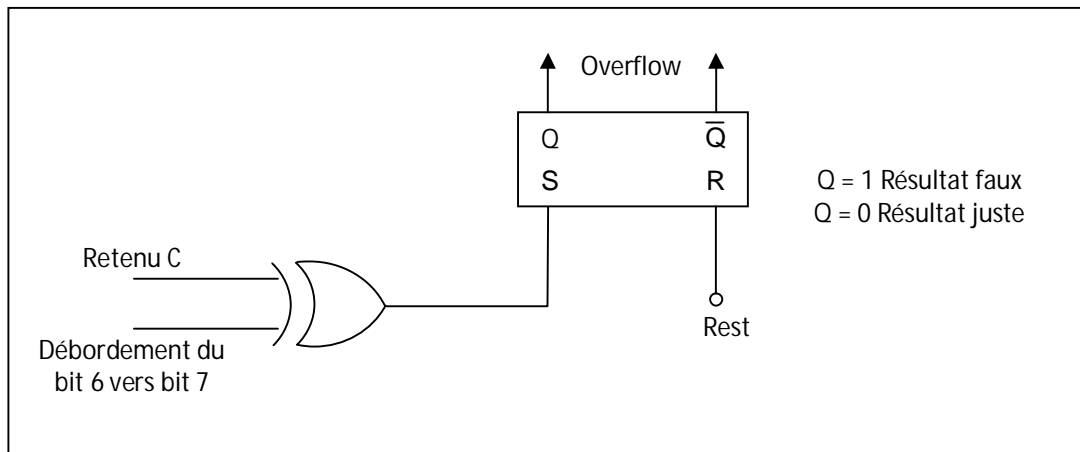 Overflow
Q Q̅
S R
Q = 1 Résultat faux
Q = 0 Résultat juste
Retenu C
Rest
Débordement du
bit 6 vers bit 7